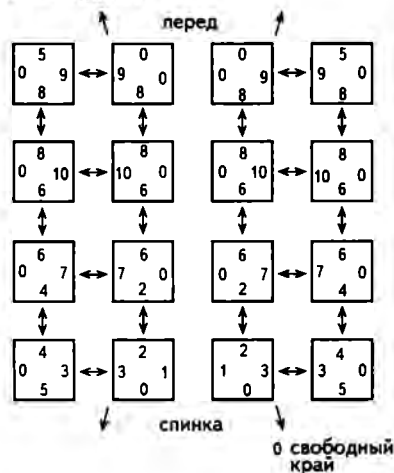 перед
5 0 0 5
0 9 9 0 0 9 9 0
8 8 8 8
8 8 8 8
0 10 10 0 0 10 10 0
6 6 6 6
6 6 6 6
0 7 7 0 0 7 7 0
4 2 2 4
4 2 2 4
0 3 3 1 1 3 3 0
5 0 0 5
спинка
0 свободный
край